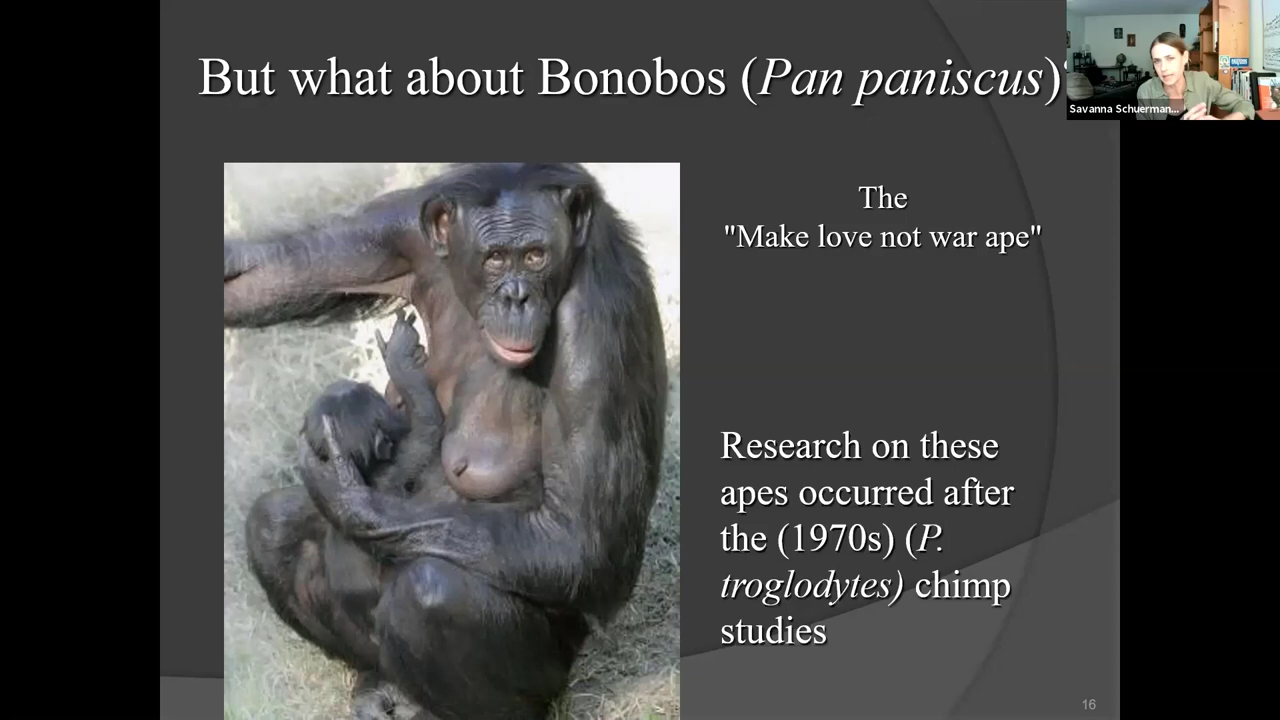 But what about Bonobos (Pan paniscus)
Savanna Schuerman...
The
"Make love not war ape"
Research on these
apes occurred after
the (1970s) (P.
troglodytes) chimp
studies
16